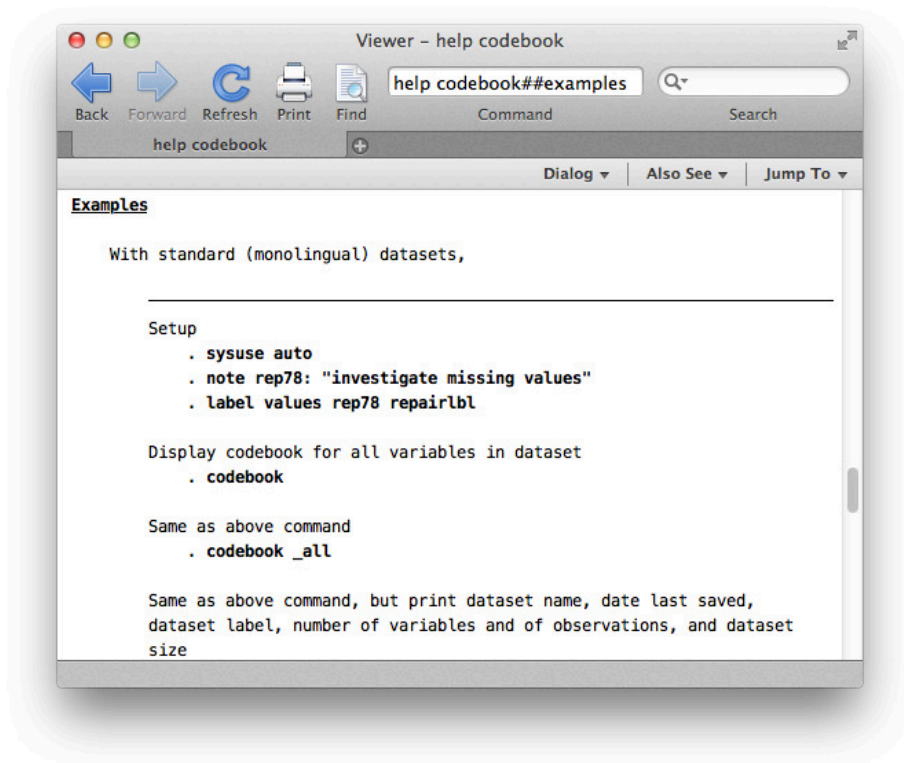 Viewer – help codebook
help codebook##examples
Back Forward Refresh Print Find Command Search
help codebook
Dialog Also See Jump To
Examples
With standard (monolingual) datasets,
Setup
. sysuse auto
. note rep78: "investigate missing values"
. label values rep78 repairlbl
Display codebook for all variables in dataset
. codebook
Same as above command
. codebook _all
Same as above command, but print dataset name, date last saved,
dataset label, number of variables and of observations, and dataset
size